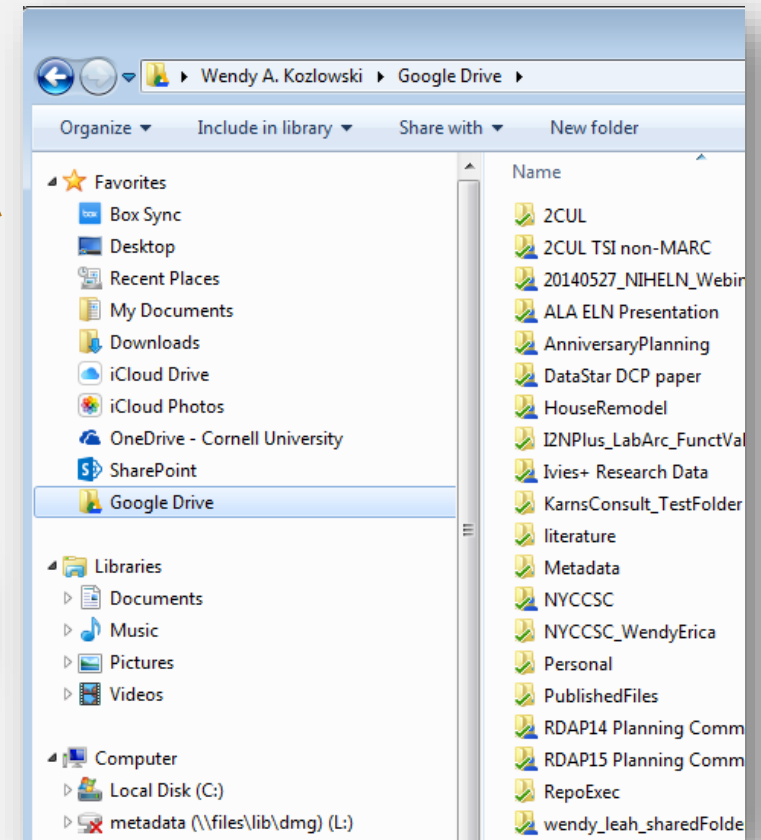 Wendy A. Kozlowski ▸ Google Drive ▸
Organize ▾ Include in library ▾ Share with ▾ New folder
Favorites
box Box Sync
Desktop
Recent Places
My Documents
Downloads
iCloud Drive
iCloud Photos
OneDrive - Cornell University
SharePoint
Google Drive
Libraries
Documents
Music
Pictures
Videos
Computer
Local Disk (C:)
metadata (\\files\lib\dmg) (L:)
Name
2CUL
2CUL TSI non-MARC
20140527_NIHELN_Webin
ALA ELN Presentation
AnniversaryPlanning
DataStar DCP paper
HouseRemodel
I2NPlus_LabArc_FunctVal
Ivies+ Research Data
KarnsConsult_TestFolder
literature
Metadata
NYCCSC
NYCCSC_WendyErica
Personal
PublishedFiles
RDAP14 Planning Comm
RDAP15 Planning Comm
RepoExec
wendy_leah_sharedFolde